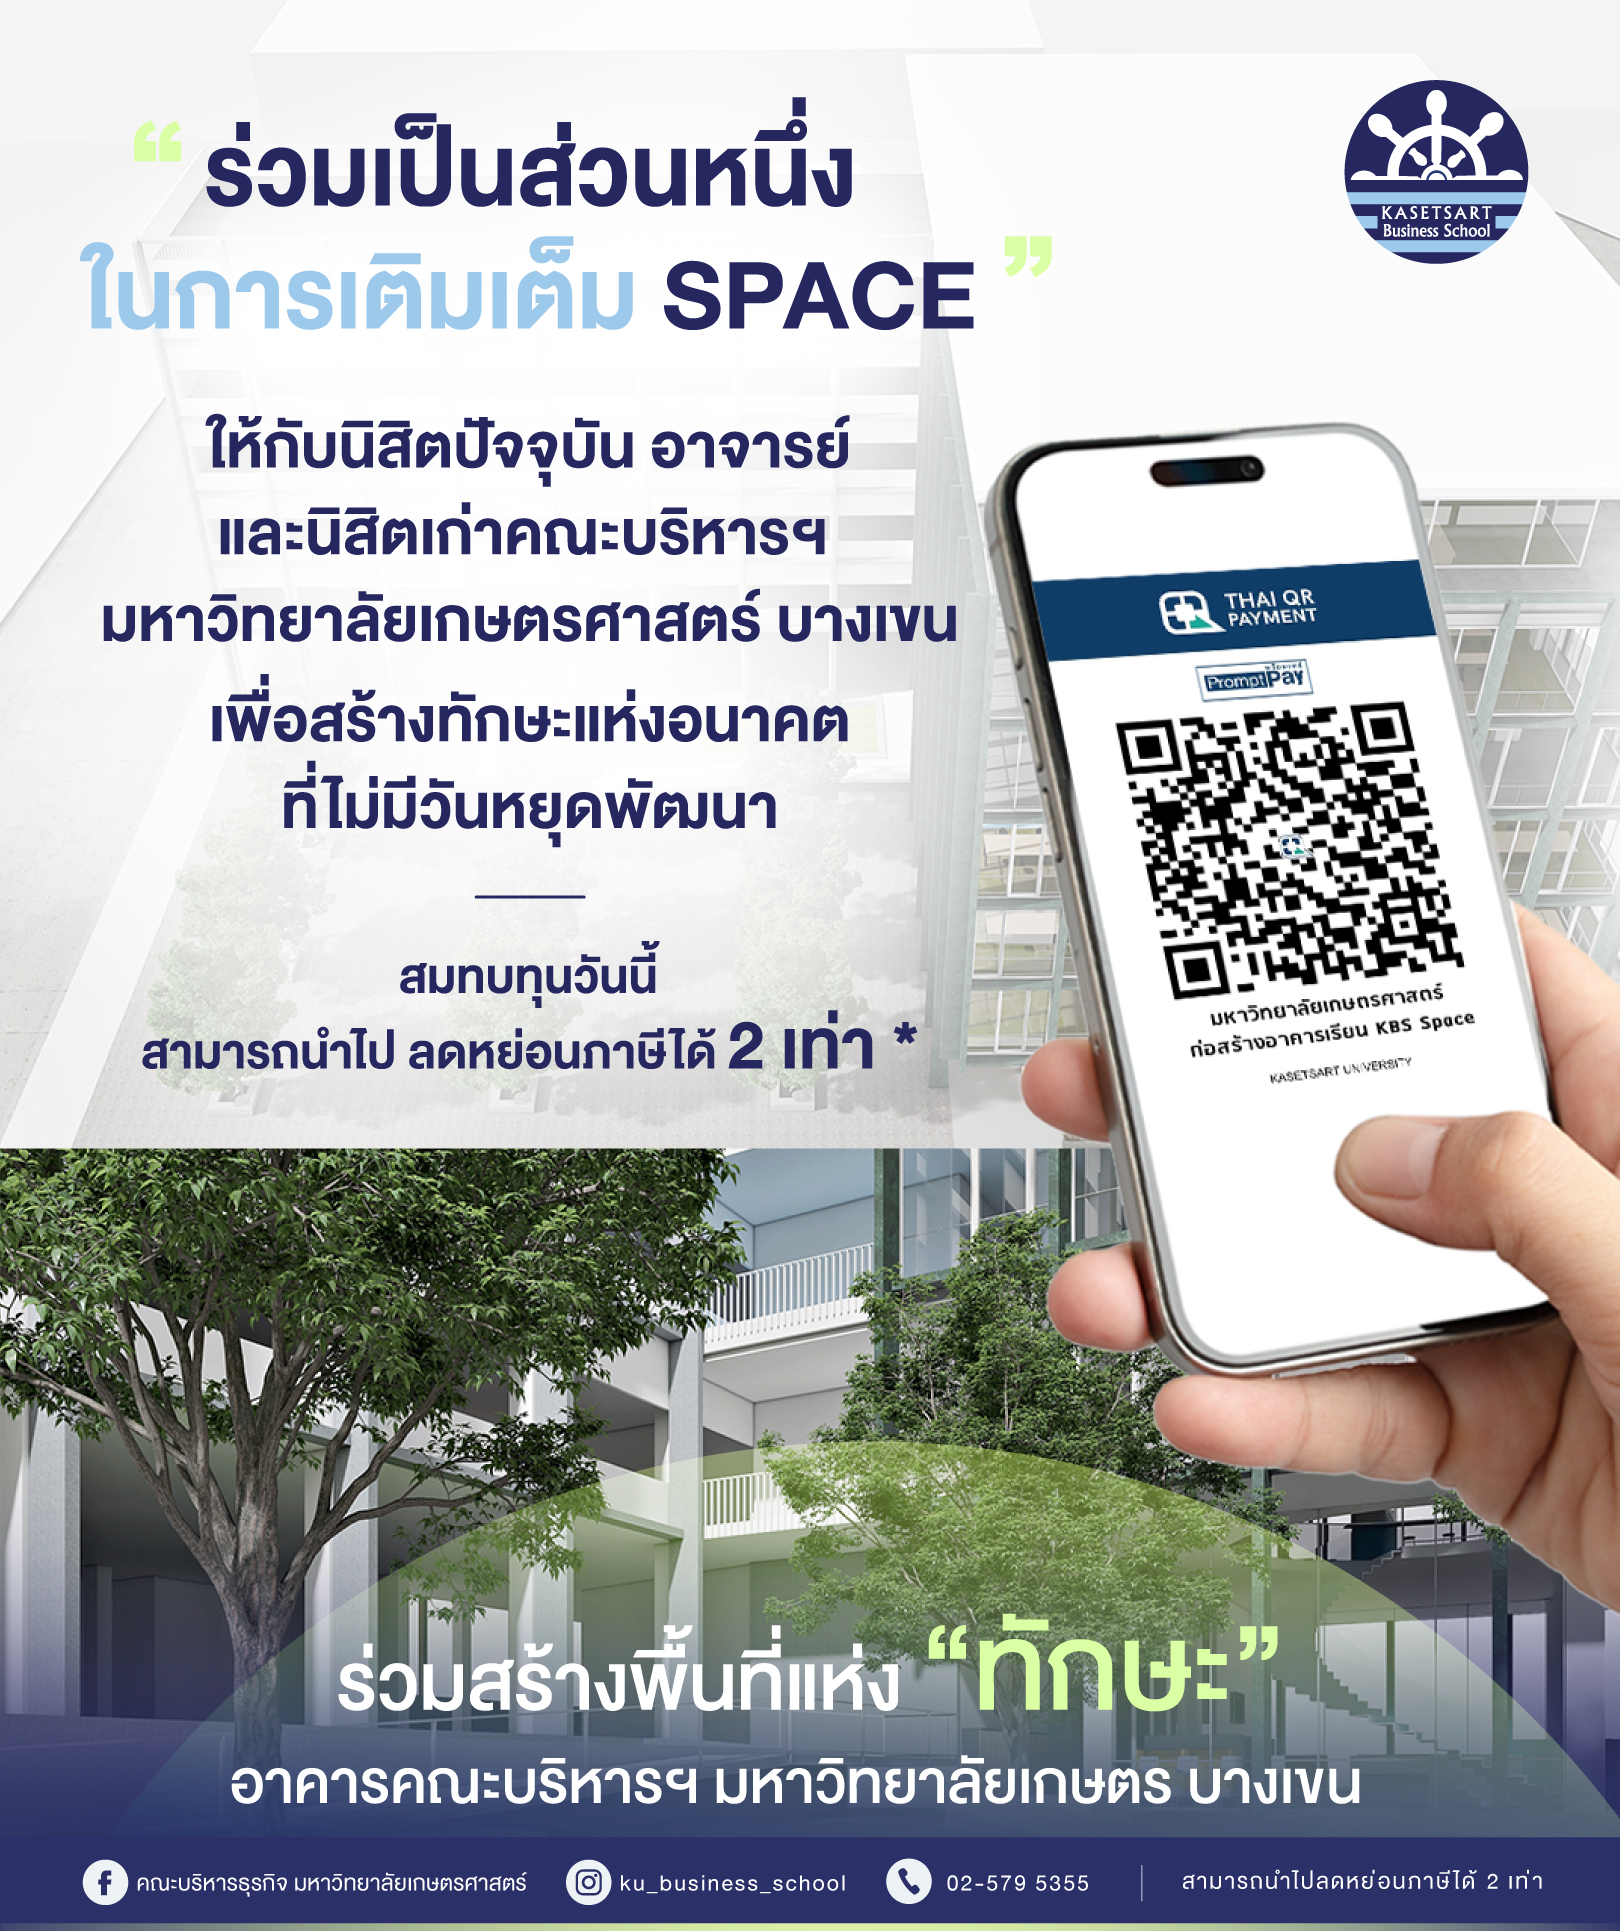 “ ร่วมเป็นส่วนหนึ่ง
ในการเติมเต็ม SPACE ”
KASETSART
Business School
ให้กับนิสิตปัจจุบัน อาจารย์
และนิสิตเก่าคณะบริหารฯ
มหาวิทยาลัยเกษตรศาสตร์ บางเขน
เพื่อสร้างทักษะแห่งอนาคต
ที่ไม่มีวันหยุดพัฒนา
สมทบทุนวันนี้
สามารถนำไป ลดหย่อนภาษีได้ 2 เท่า *
THAI QR
PAYMENT
พร้อมเพย์
PromptPay
มหาวิทยาลัยเกษตรศาสตร์
ก่อสร้างอาคารเรียน KBS Space
KASETSART UNIVERSITY
ร่วมสร้างพื้นที่แห่ง “ทักษะ”
อาคารคณะบริหารฯ มหาวิทยาลัยเกษตร บางเขน
คณะบริหารธุรกิจ มหาวิทยาลัยเกษตรศาสตร์
ku_business_school
02-579 5355
สามารถนำไปลดหย่อนภาษีได้ 2 เท่า